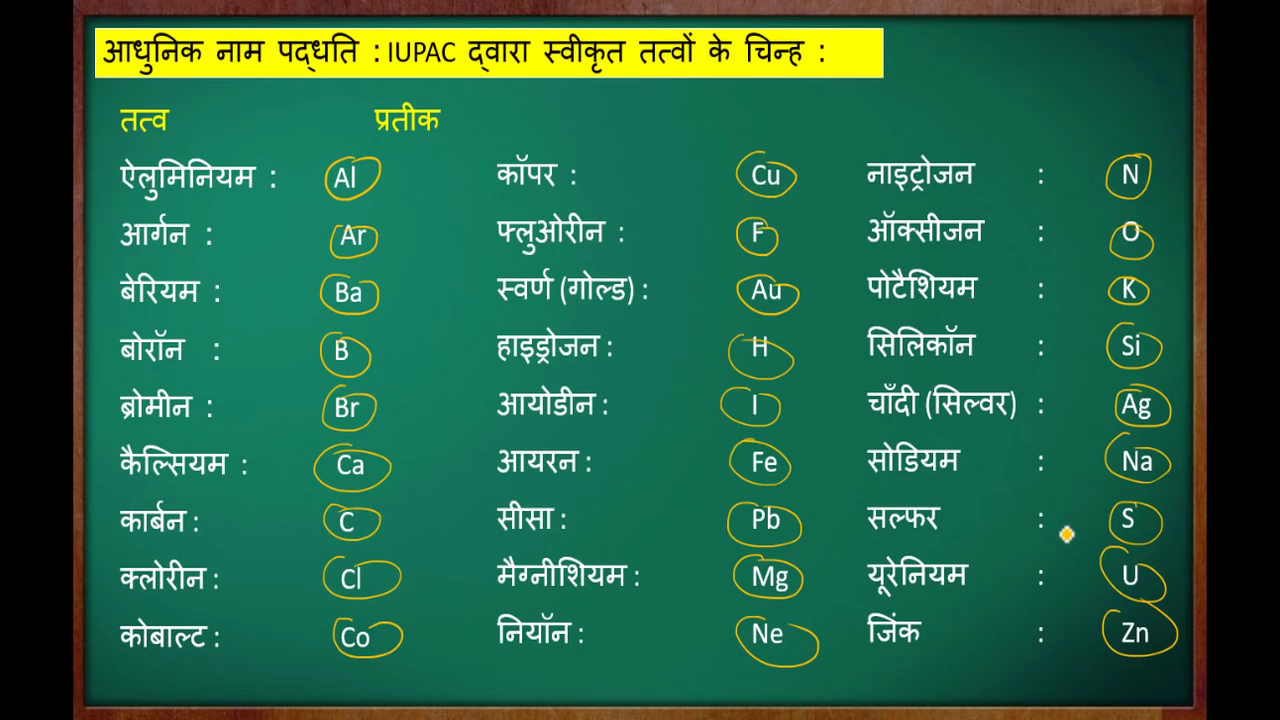 आधुनिक नाम पद्धति : IUPAC द्वारा स्वीकृत तत्वों के चिन्ह :
तत्व प्रतीक
ऐलुमिनियम : Al कॉपर : Cu नाइट्रोजन : N
आर्गन : Ar फ्लुओरीन : F ऑक्सीजन : O
बेरियम : Ba स्वर्ण (गोल्ड) : Au पोटैशियम : K
बोरॉन : B हाइड्रोजन : H सिलिकॉन : Si
ब्रोमीन : Br आयोडीन : I चाँदी (सिल्वर) : Ag
कैल्सियम : Ca आयरन : Fe सोडियम : Na
कार्बन : C सीसा : Pb सल्फर : S
क्लोरीन : Cl मैग्नीशियम : Mg यूरेनियम : U
कोबाल्ट : Co नियॉन : Ne जिंक : Zn